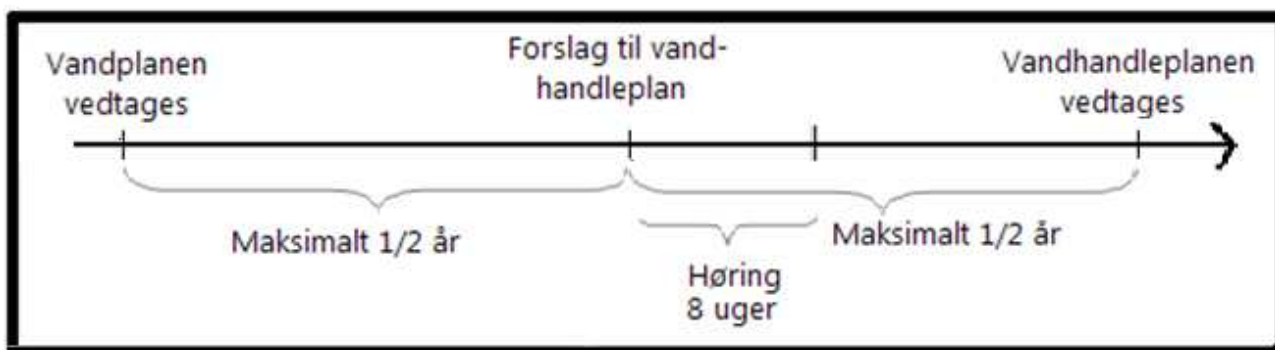 Vandplanen
vedtages
Forslag til vand-
handleplan
Vandhandleplanen
vedtages
Maksimalt 1/2 år
Maksimalt 1/2 år
Høring
8 uger